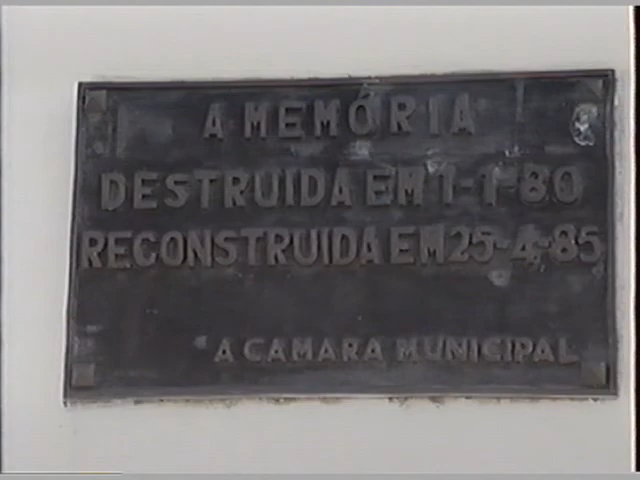 A MEMÓRIA
DESTRUIDA EM 1-1-80
RECONSTRUIDA EM 25-4-85
A CAMARA MUNICIPAL